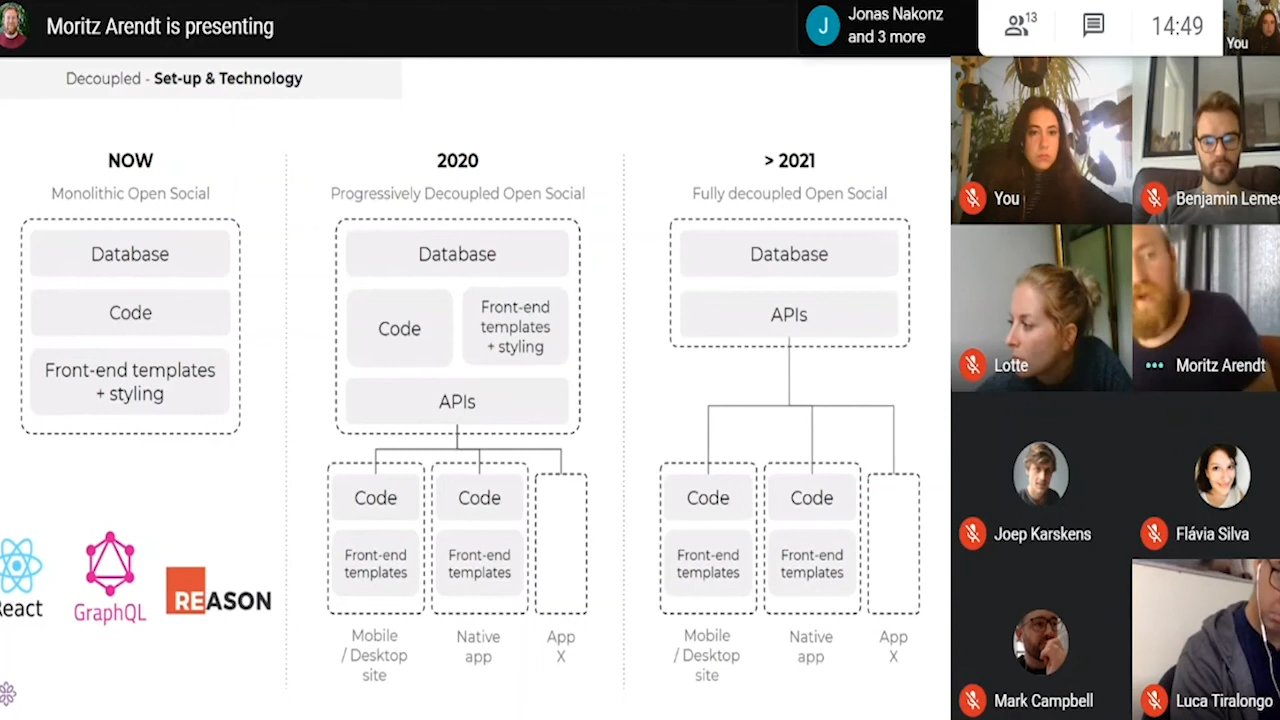 Moritz Arendt is presenting
Jonas Nakonz
and 3 more
J
13
14:49
You
Decoupled - Set-up & Technology
NOW
Monolithic Open Social
Database
Code
Front-end templates
+ styling
2020
Progressively Decoupled Open Social
Database
Code
Front-end
templates
+ styling
APIs
Code
Front-end
templates
Mobile
/ Desktop
site
Code
Front-end
templates
Native
app
App
X
> 2021
Fully decoupled Open Social
Database
APIs
Code
Front-end
templates
Mobile
/ Desktop
site
Code
Front-end
templates
Native
app
App
X
React
GraphQL
REASON
You
Benjamin Lemes
Lotte
Moritz Arendt
Joep Karskens
Flávia Silva
Mark Campbell
Luca Tiralongo